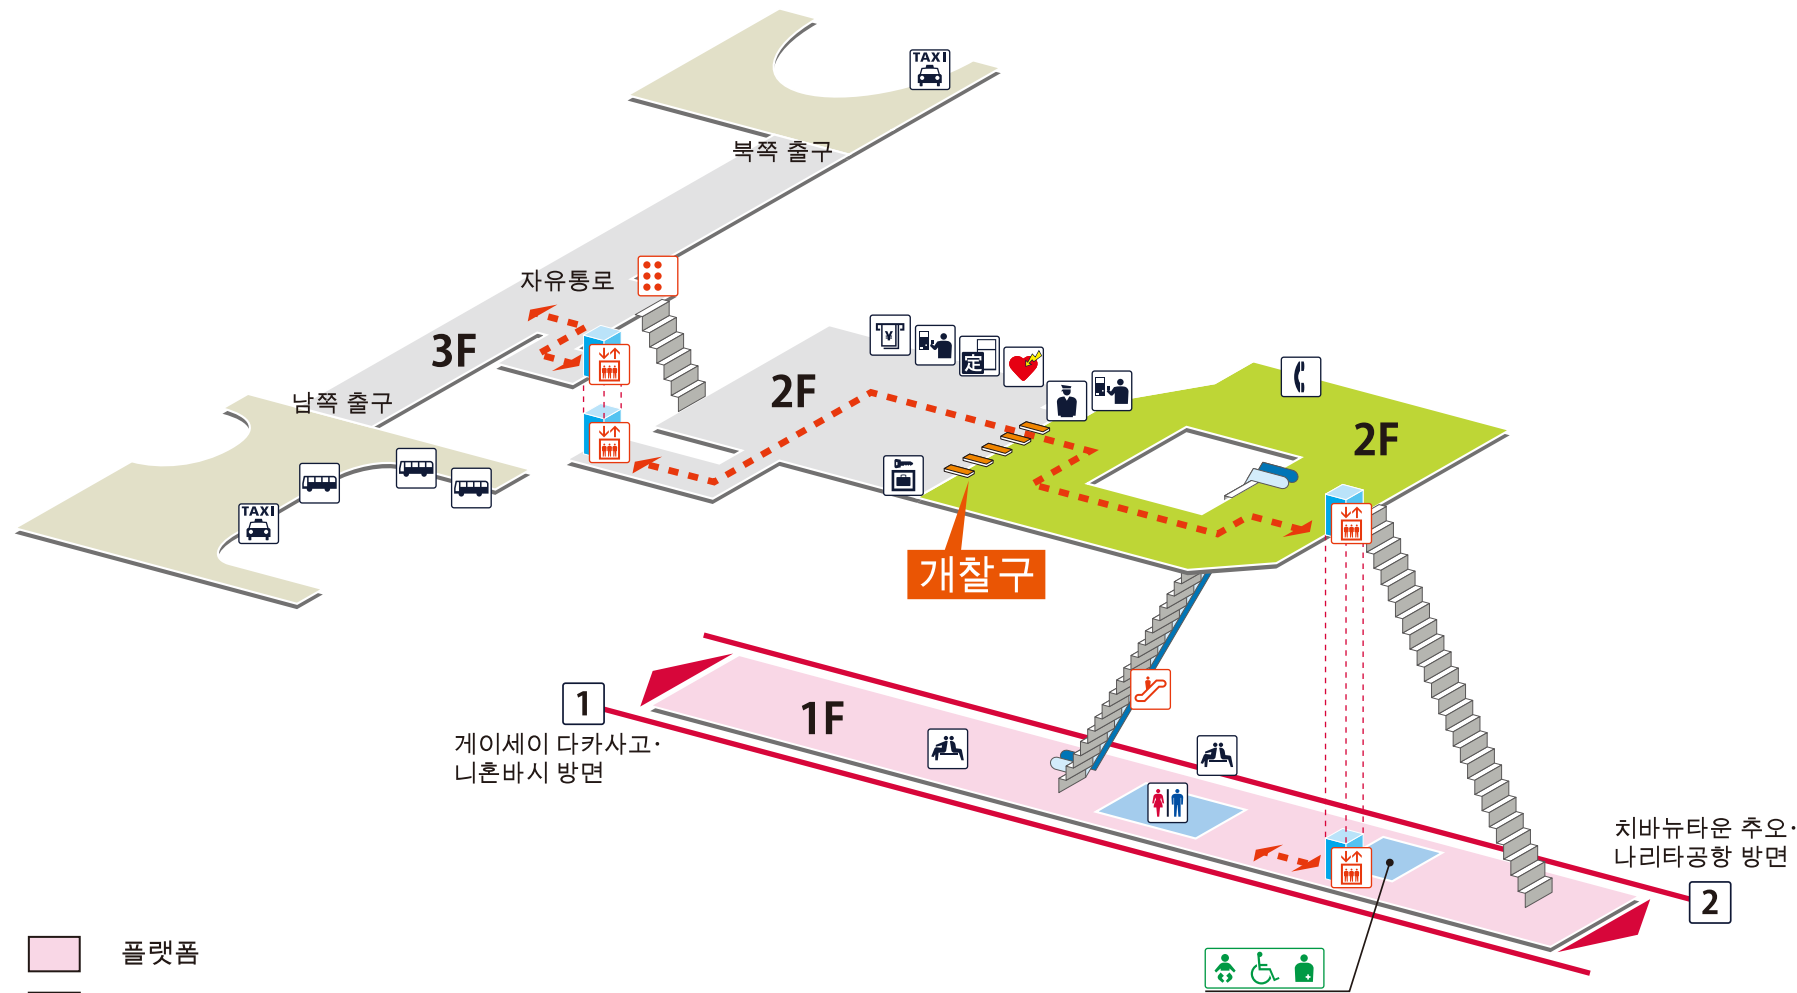 TAXI
북쪽 출구
자유통로
3F
남쪽 출구
TAXI
¥
定
2F
2F
개찰구
1
게이세이 다카사고·
니혼바시 방면
1F
치바뉴타운 추오·
나리타공항 방면
2
플랫폼